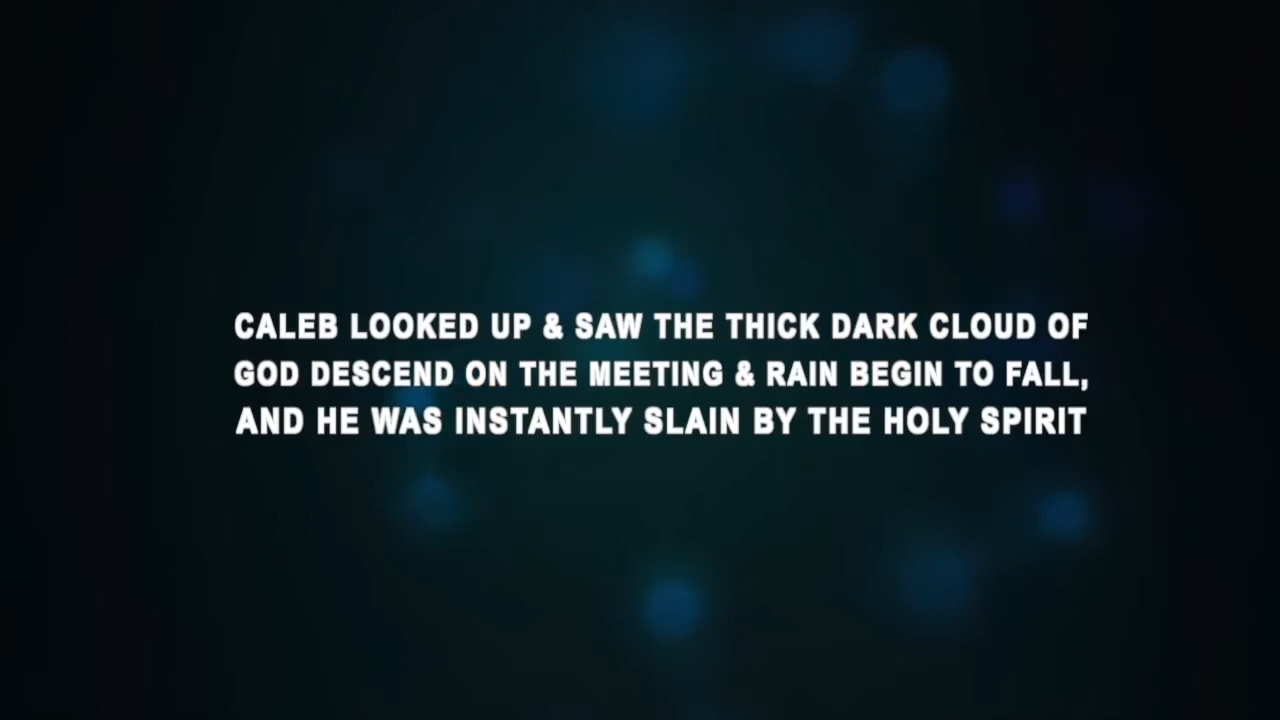 CALEB LOOKED UP & SAW THE THICK DARK CLOUD OF
GOD DESCEND ON THE MEETING & RAIN BEGIN TO FALL,
AND HE WAS INSTANTLY SLAIN BY THE HOLY SPIRIT